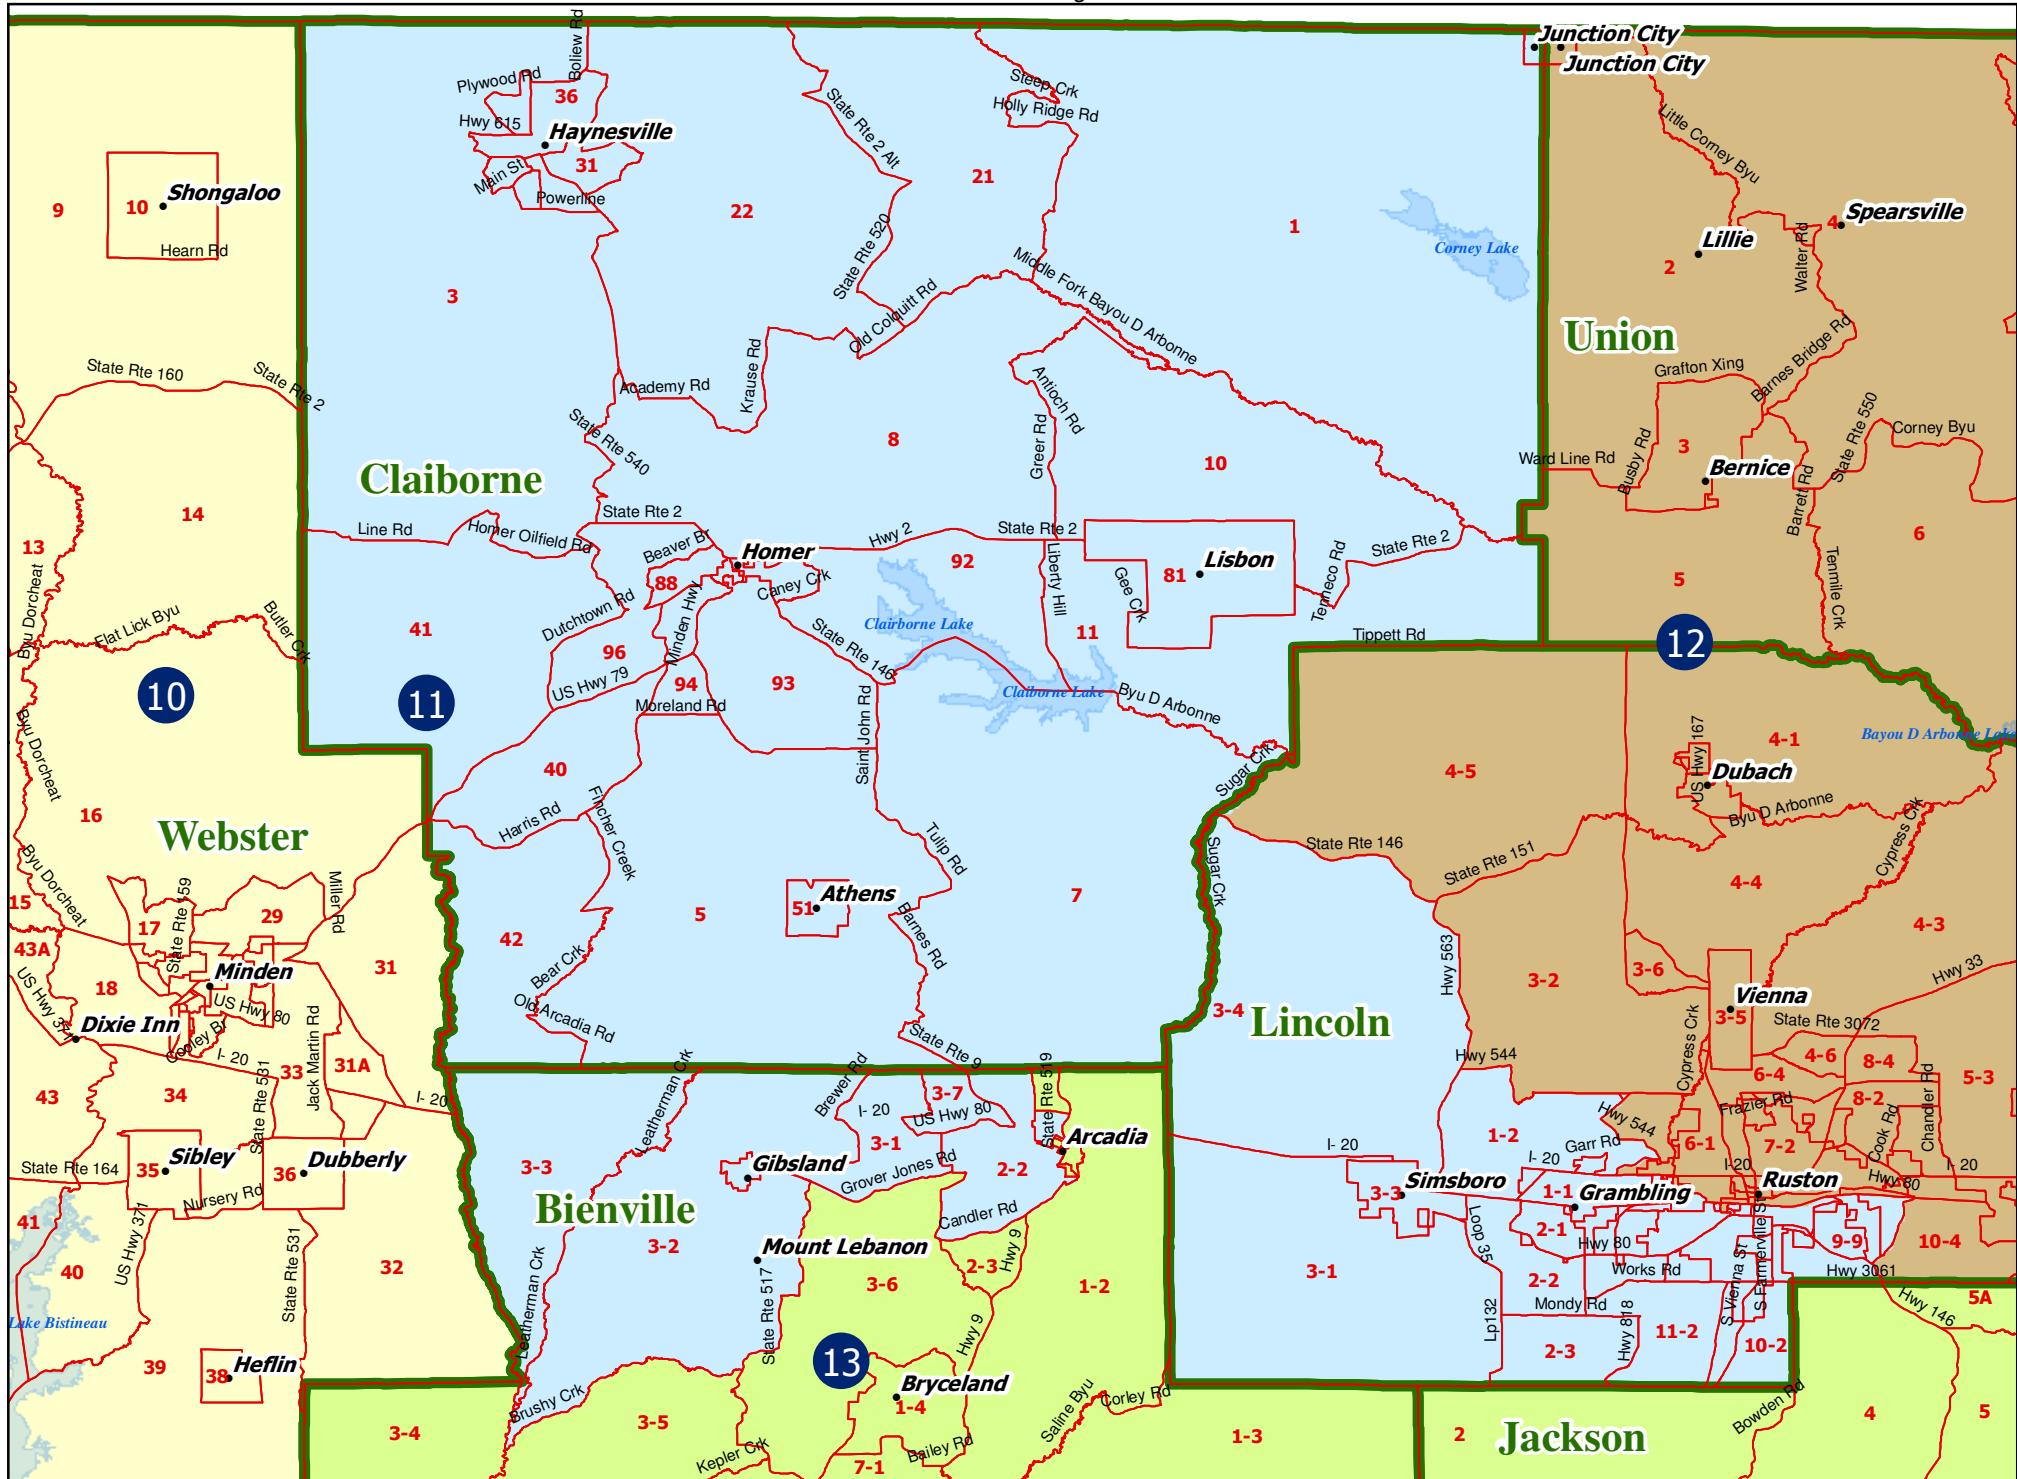 Junction City
Junction City
Boliew Rd
Plywood Rd
36
Hwy 615
Haynesville
31
Main St
Powerline
Steep Crk
Holly Ridge Rd
State Rte 2 Alt
Little Corney Byu
Shongaloo
10
9
Hearn Rd
22
21
1
State Rte 520
Corney Lake
Spearsville
4
Lillie
2
Walter Rd
3
Middle Fork Bayou D Arbonne
Old Colquitt Rd
Union
Barnes Bridge Rd
Grafton Xing
State Rte 160
State Rte 2
Academy Rd
Krause Rd
Antioch Rd
Greer Rd
State Rte 540
8
10
Ward Line Rd
Busby Rd
3
Bernice
State Rte 550
Corney Byu
Barrett Rd
Claiborne
14
13
Line Rd
Homer Oilfield Rd
State Rte 2
Beaver Br
Homer
Hwy 2
State Rte 2
92
Lisbon
81
Gee Crk
Liberty Hill
Tenneco Rd
State Rte 2
6
5
Tenmile Crk
88
Caney Crk
Byu Dorcheat
Flat Lick Byu
Butler Crk
41
Dutchtown Rd
96
Minden Hwy
State Rte 146
Clairborne Lake
11
Tippett Rd
12
10
11
US Hwy 79
94
93
Moreland Rd
Claiborne Lake
Byu D Arbonne
Saint John Rd
Byu Dorcheat
40
Sugar Crk
4-5
US Hwy 167
4-1
Bayou D Arbonne Lake
Dubach
Byu D Arbonne
16
Webster
Harris Rd
Fincher Creek
Tulip Rd
Sugar Crk
State Rte 146
State Rte 151
Cypress Crk
4-4
Byu Dorcheat
15
17
State Rte 159
29
Miller Rd
Athens
51
5
7
Barnes Rd
42
4-3
43A
Minden
31
Bear Crk
Hwy 563
3-2
3-6
Hwy 33
18
US Hwy 371
US Hwy 80
Dixie Inn
Cooley Br
I- 20
Jack Martin Rd
Old Arcadia Rd
State Rte 9
3-4
Lincoln
Vienna
3-5
State Rte 3072
Cypress Crk
4-6
8-4
33
31A
State Rte 531
43
34
I- 20
Leatherman Crk
Brewer Rd
3-7
State Rte 519
I- 20
US Hwy 80
3-1
Hwy 544
6-4
Chandler Rd
5-3
Frazier Rd
8-2
Cook Rd
Hwy 544
1-2
Garr Rd
6-1
7-2
State Rte 164
35
Sibley
Dubberly
36
Nursery Rd
3-3
Gibsland
Arcadia
2-2
Grover Jones Rd
I- 20
Simsboro
3-3
I- 20
1-1
Grambling
I-20
Ruston
Hwy 80
I- 20
41
US Hwy 371
State Rte 531
Bienville
3-2
Candler Rd
Hwy 9
Loop 35
2-1
Hwy 80
S Farmerville St
9-9
10-4
40
32
Mount Lebanon
State Rte 517
3-6
2-3
1-2
3-1
2-2
Works Rd
S Vienna St
Hwy 3061
Lake Bistineau
Leatherman Crk
Hwy 9
Lp132
Mondy Rd
Hwy 818
11-2
10-2
2-3
Hwy 146
5A
39
38
Heflin
13
Bryceland
1-4
Brushy Crk
3-5
3-4
Kepler Crk
7-1
Bailey Rd
Saline Byu
Corley Rd
1-3
2
Jackson
Bowden Rd
4
5